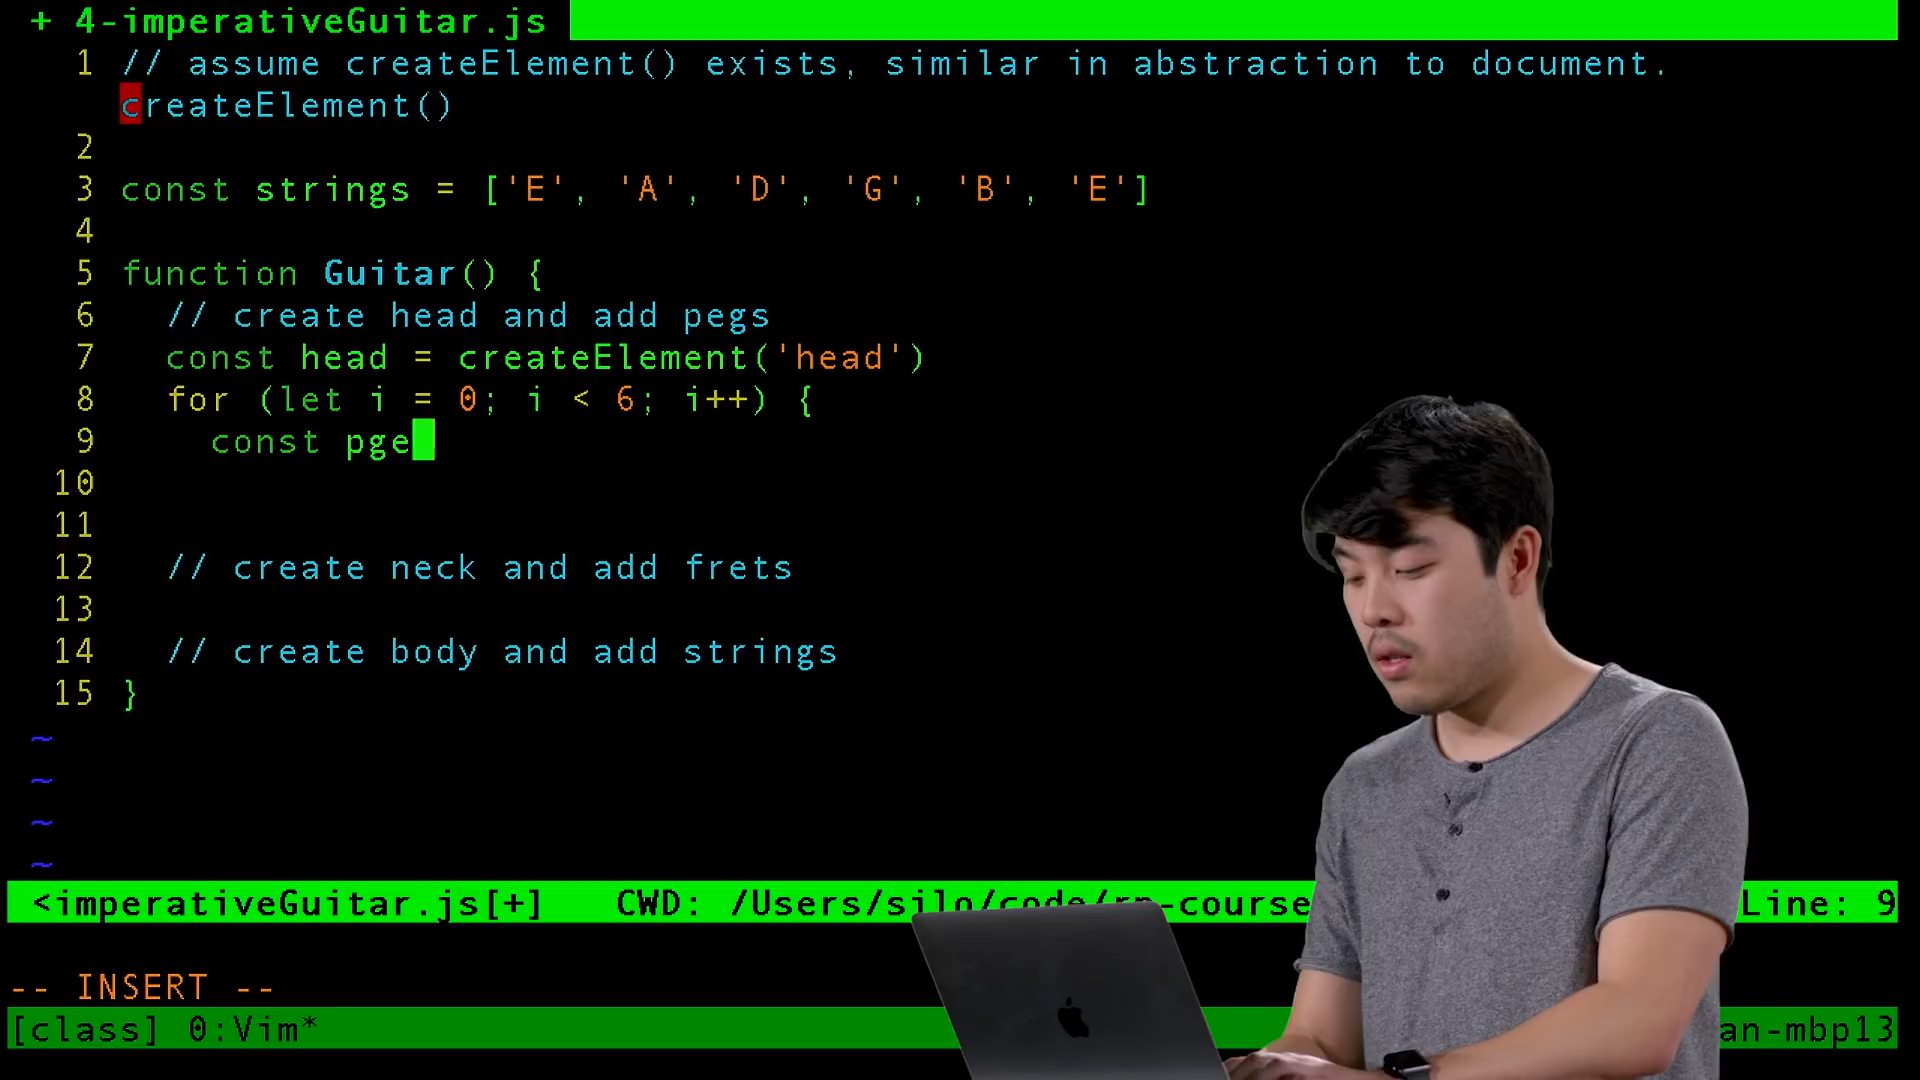 + 4-imperativeGuitar.js
1 // assume createElement() exists, similar in abstraction to document.
createElement()
2
3 const strings = ['E', 'A', 'D', 'G', 'B', 'E']
4
5 function Guitar() {
6 // create head and add pegs
7 const head = createElement('head')
8 for (let i = 0; i < 6; i++) {
9 const pge
10
11
12 // create neck and add frets
13
14 // create body and add strings
15 }
~
~
~
~
<imperativeGuitar.js[+] CWD: /Users/silo/code/rn-course Line: 9
-- INSERT --
[class] 0:Vim* an-mbp13